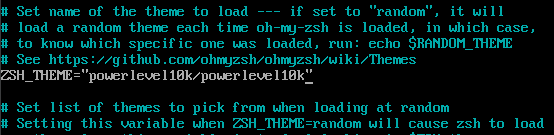 # Set name of the theme to load --- if set to "random", it will
# load a random theme each time oh-my-zsh is loaded, in which case,
# to know which specific one was loaded, run: echo $RANDOM_THEME
# See https://github.com/ohmyzsh/ohmyzsh/wiki/Themes
ZSH_THEME="powerlevel10k/powerlevel10k"
# Set list of themes to pick from when loading at random
# Setting this variable when ZSH_THEME=random will cause zsh to load